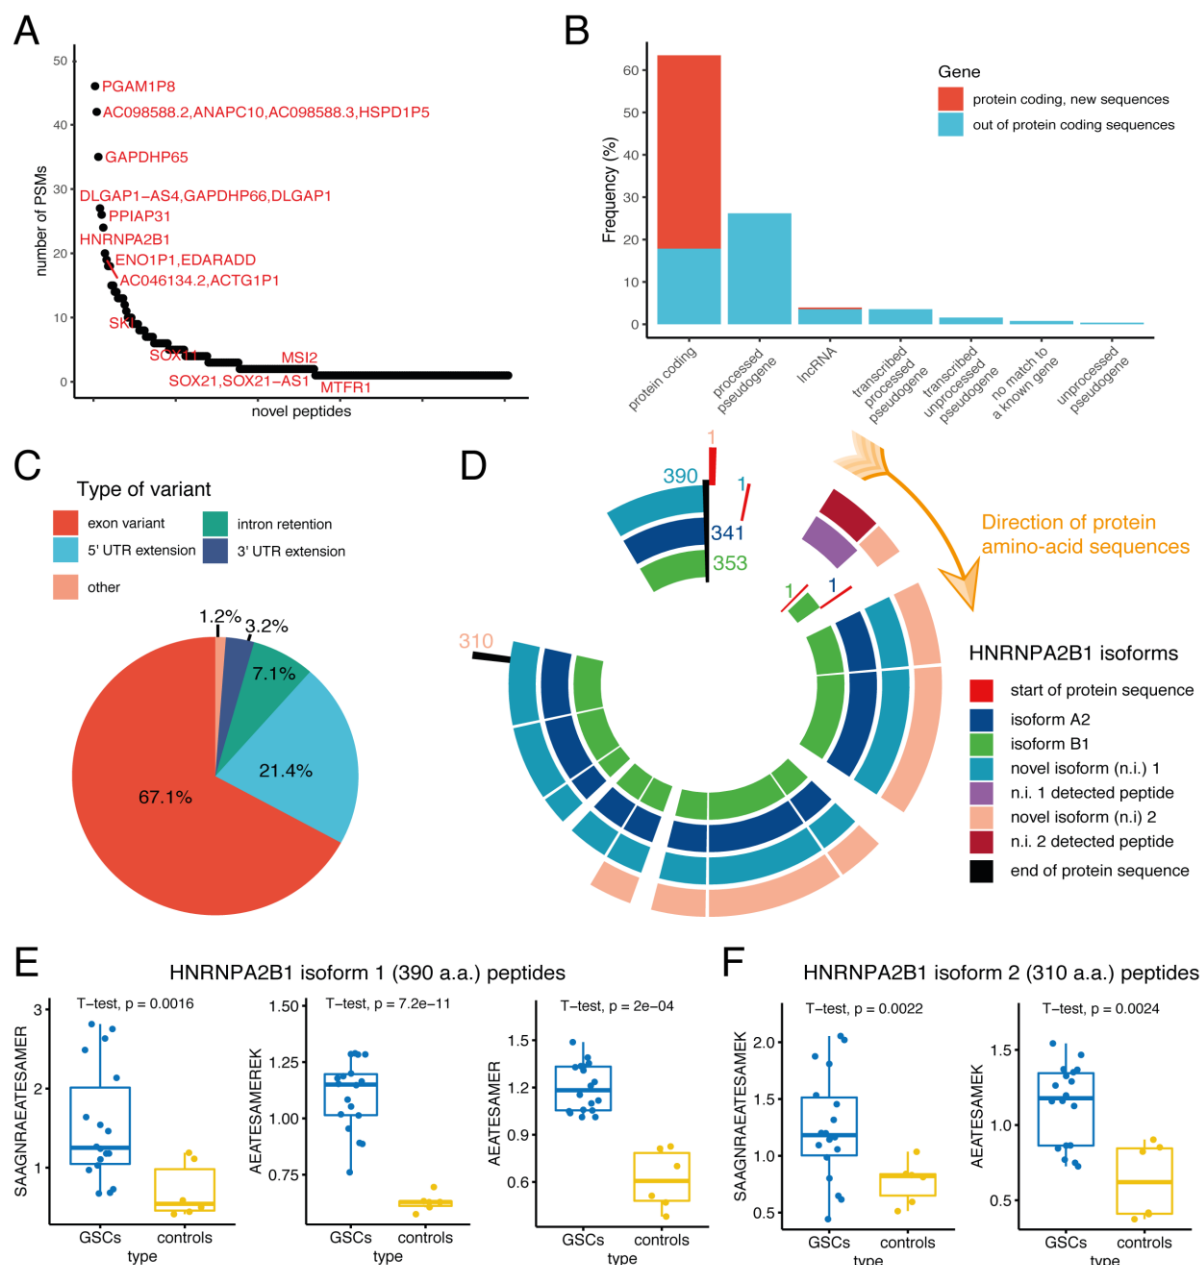 A
50
40
30
20
10
0
number of PSMs
PGAM1P8
AC098588.2,ANAPC10,AC098588.3,HSPD1P5
GAPDHP65
DLGAP1-AS4,GAPDHP66,DLGAP1
PPIAP31
HNRNPA2B1
ENO1P1,EDARADD
AC046134.2,ACTG1P1
SKI
SOX11
MSI2
SOX21,SOX21-AS1
MTFR1
novel peptides
B
60
50
40
30
20
10
0
Frequency (%)
Gene
protein coding, new sequences
out of protein coding sequences
protein coding
processed
pseudogene
lncRNA
transcribed
processed
pseudogene
transcribed
unprocessed
pseudogene
no match to
a known gene
unprocessed
pseudogene
C
Type of variant
exon variant
intron retention
5' UTR extension
3' UTR extension
other
1.2%
3.2%
7.1%
21.4%
67.1%
D
1
390
1
341
353
1
1
310
Direction of protein
amino-acid sequences
HNRNPA2B1 isoforms
start of protein sequence
isoform A2
isoform B1
novel isoform (n.i.) 1
n.i. 1 detected peptide
novel isoform (n.i) 2
n.i. 2 detected peptide
end of protein sequence
E
HNRNPA2B1 isoform 1 (390 a.a.) peptides
T-test, p = 0.0016
3
2
1
SAAGNRAEATESAMER
GSCs
controls
type
T-test, p = 7.2e-11
1.50
1.25
1.00
0.75
AEATESAMEREK
GSCs
controls
type
T-test, p = 2e-04
1.5
1.2
0.9
0.6
AEATESAMER
GSCs
controls
type
F
HNRNPA2B1 isoform 2 (310 a.a.) peptides
T-test, p = 0.0022
2.0
1.5
1.0
0.5
SAAGNRAEATESAMEK
GSCs
controls
type
T-test, p = 0.0024
1.5
1.0
0.5
AEATESAMEK
GSCs
controls
type